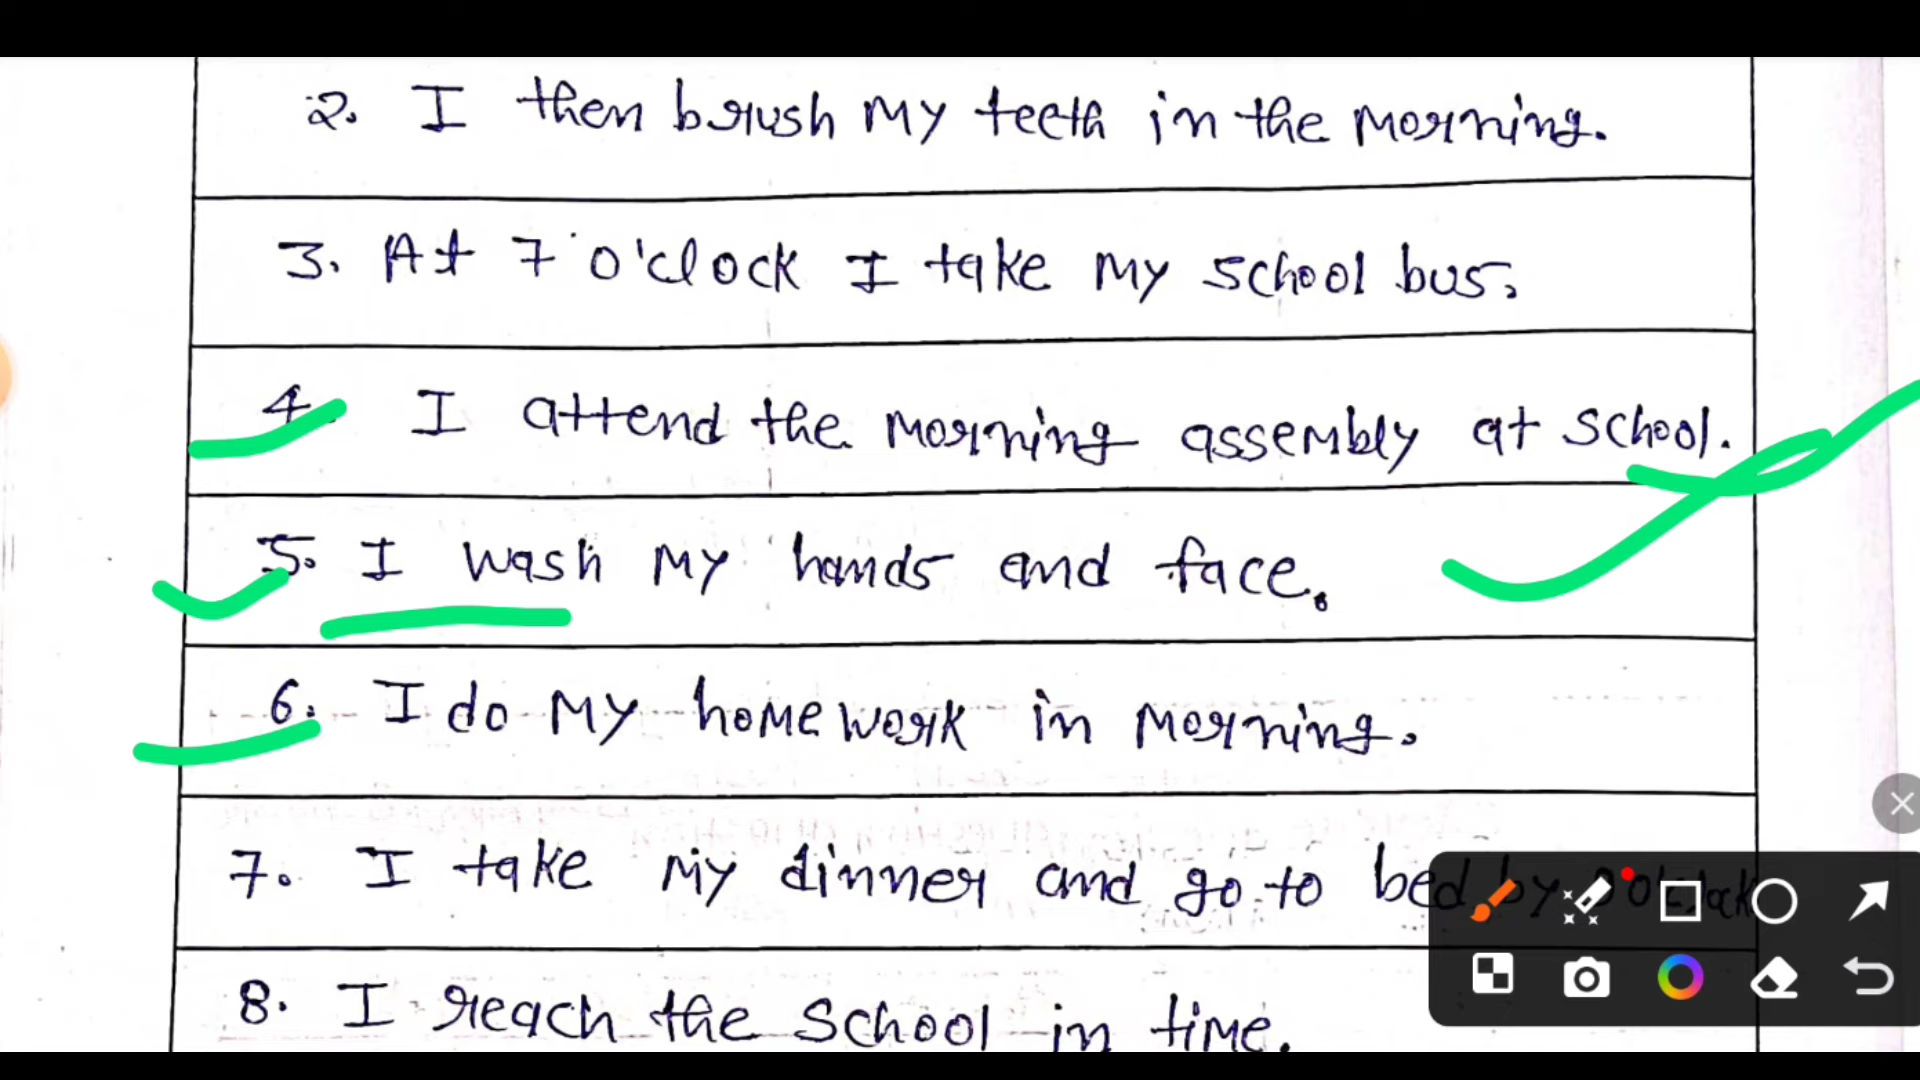 2. I then brush my teeth in the morning.
3. At 7 o'clock I take my school bus.
4. I attend the morning assembly at school.
5. I wash my hands and face.
6. I do my homework in morning.
7. I take my dinner and go to bed by o'clock
8. I reach the school in time.